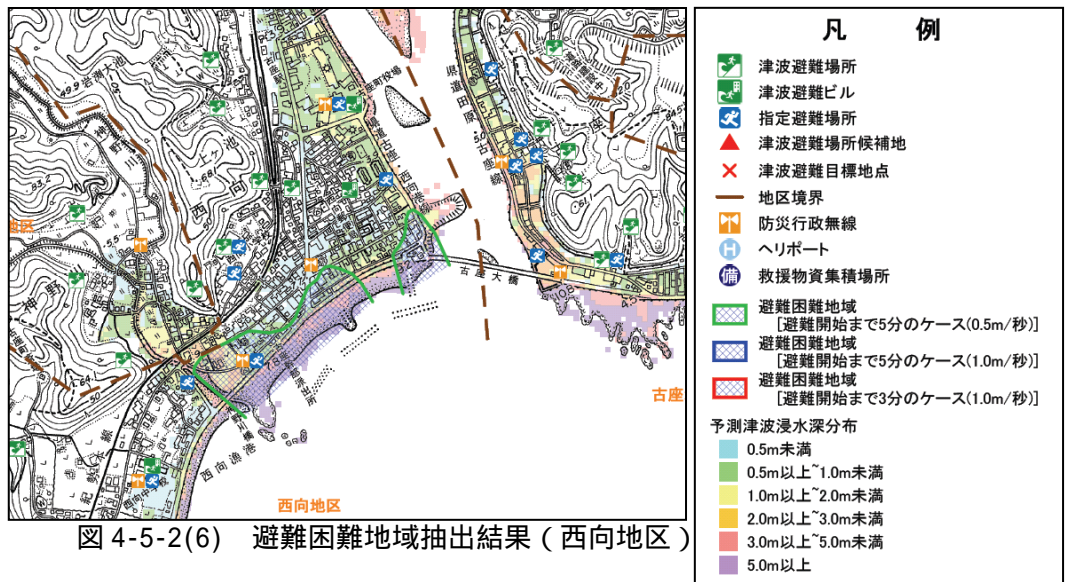 古座大橋
西向漁港
西向中学校
古座
西向地区
図 4-5-2(6) 避難困難地域抽出結果（西向地区）
凡 例
津波避難場所
津波避難ビル
指定避難場所
津波避難場所候補地
津波避難目標地点
地区境界
防災行政無線
ヘリポート
備 救援物資集積場所
避難困難地域
[避難開始まで5分のケース(0.5m/秒)]
避難困難地域
[避難開始まで5分のケース(1.0m/秒)]
避難困難地域
[避難開始まで3分のケース(1.0m/秒)]
予測津波浸水深分布
0.5m未満
0.5m以上~1.0m未満
1.0m以上~2.0m未満
2.0m以上~3.0m未満
3.0m以上~5.0m未満
5.0m以上